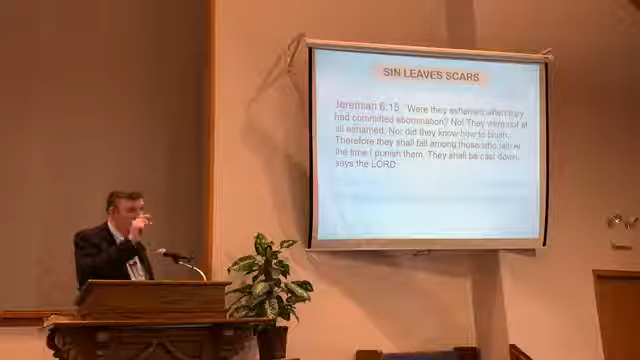 SIN LEAVES SCARS
Jeremiah 6:15 Were they ashamed when they
had committed abomination? No! They were not at
all ashamed. Nor did they know how to blush.
Therefore they shall fall among those who fall; At
the time I punish them, They shall be cast down,
says the LORD.